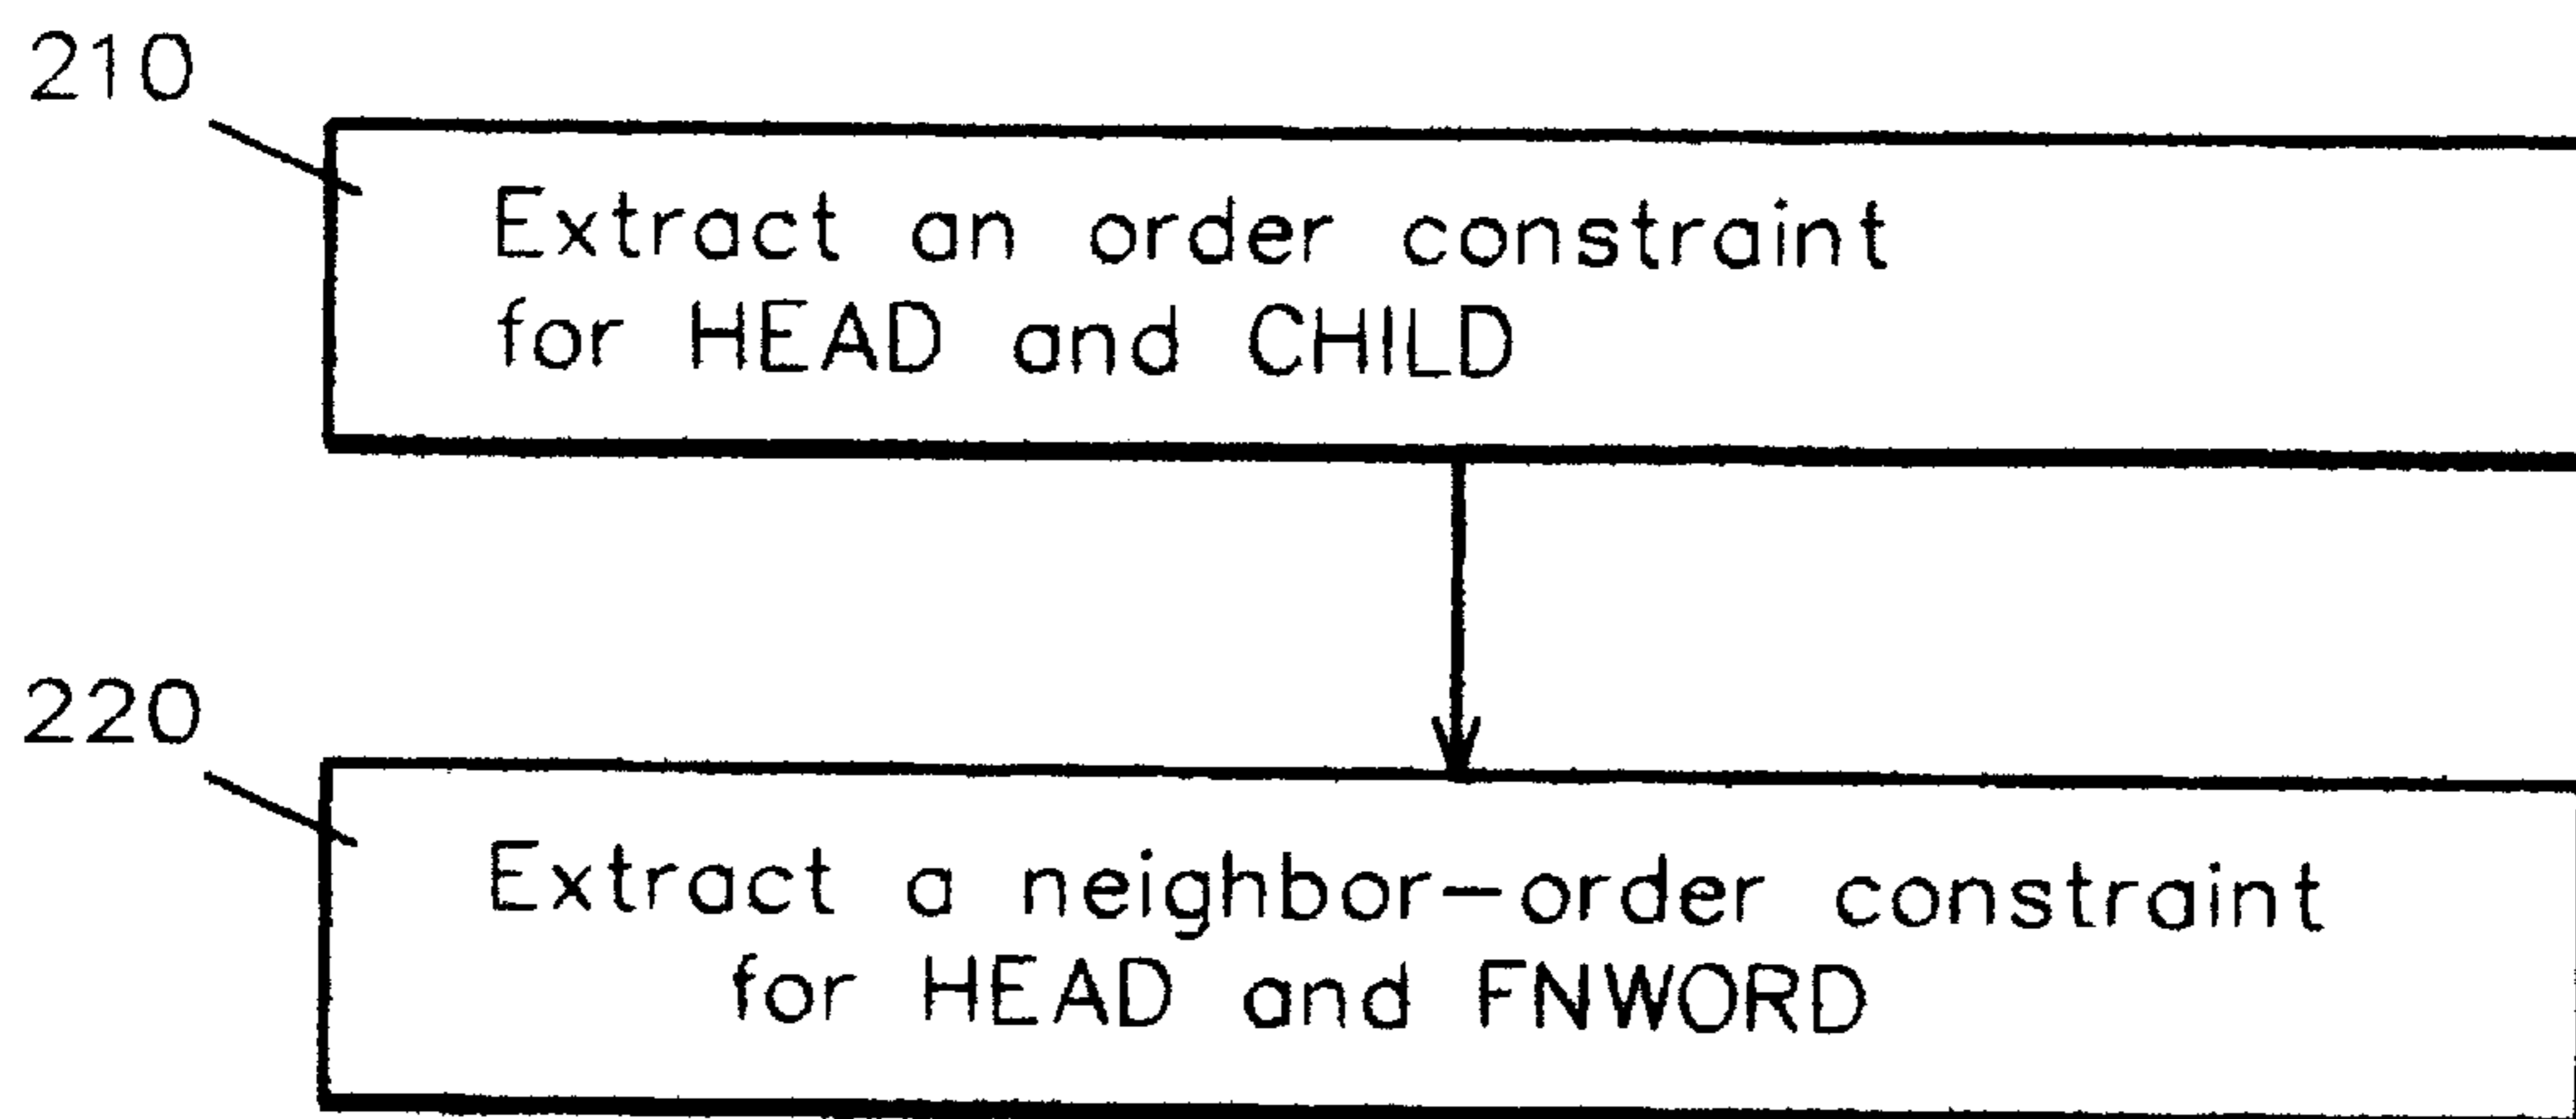 210
Extract an order constraint
for HEAD and CHILD
220
Extract a neighbor-order constraint
for HEAD and FNWORD